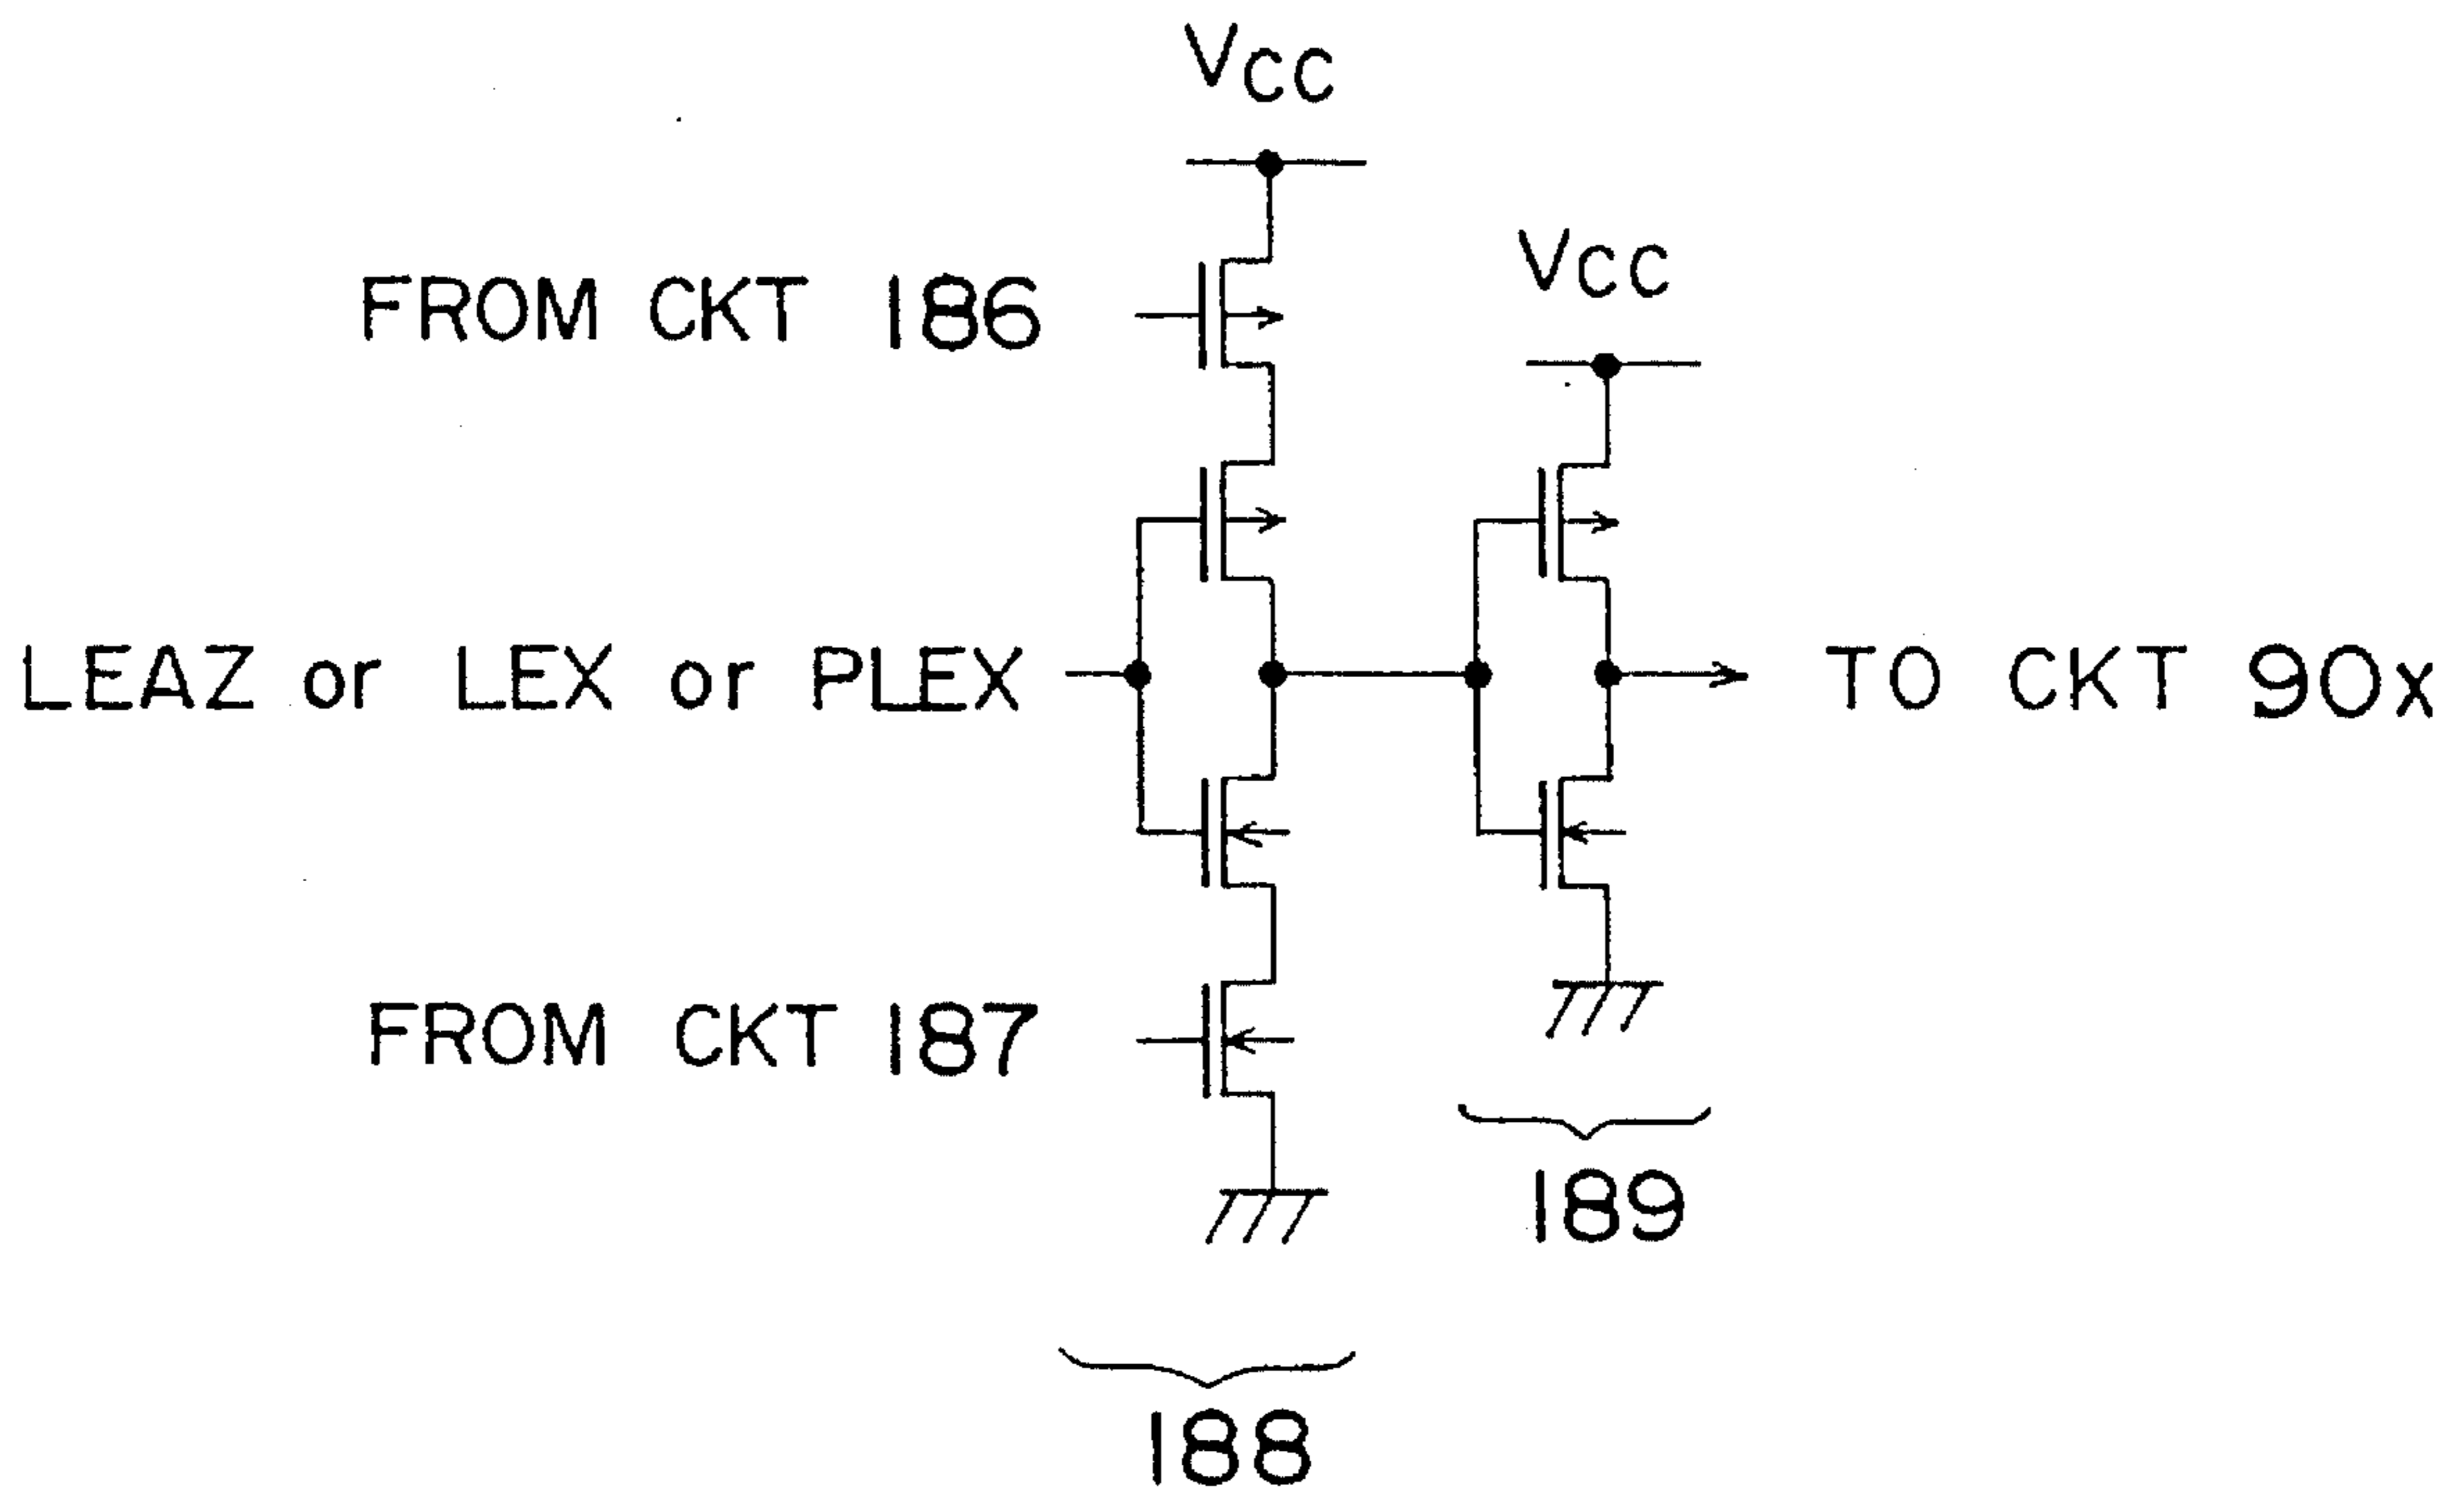 VCC
VCC
FROM CKT 186
LEAZ or LEX or PLEX
TO CKT 90x
FROM CKT 187
189
188